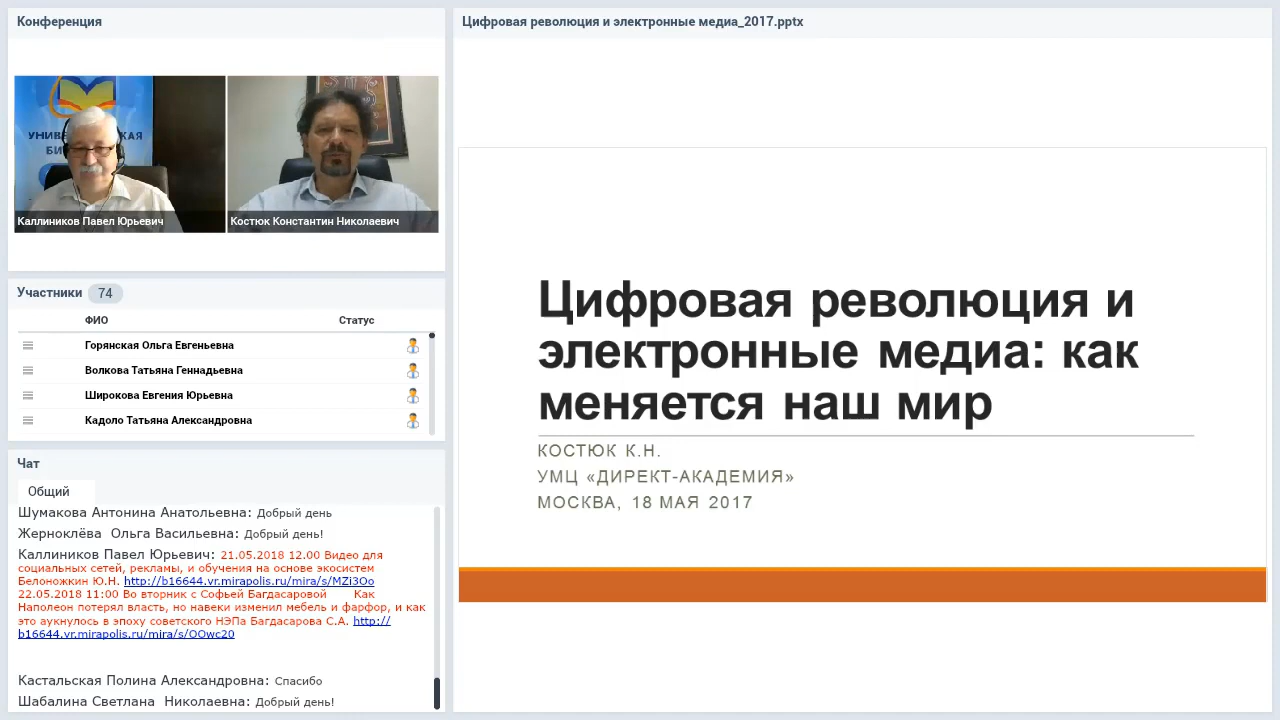 Конференция
УНИВЕ
КАЯ
Каллиников Павел Юрьевич
Костюк Константин Николаевич
Участники 74
ФИО Статус
Горянская Ольга Евгеньевна
Волкова Татьяна Геннадьевна
Широкова Евгения Юрьевна
Кадоло Татьяна Александровна
Чат
Общий
Шумакова Антонина Анатольевна: Добрый день
Жерноклёва Ольга Васильевна: Добрый день!
Каллиников Павел Юрьевич: 21.05.2018 12.00 Видео для
социальных сетей, рекламы, и обучения на основе экосистем
Белоножкин Ю.Н. http://b16644.vr.mirapolis.ru/mira/s/MZi3Oo
22.05.2018 11:00 Во вторник с Софьей Багдасаровой Как
Наполеон потерял власть, но навеки изменил мебель и фарфор, и как
это аукнулось в эпоху советского НЭПа Багдасарова С.А. http://
b16644.vr.mirapolis.ru/mira/s/OOwc20
Кастальская Полина Александровна: Спасибо
Шабалина Светлана Николаевна: Добрый день!
Цифровая революция и электронные медиа_2017.pptx
Цифровая революция и
электронные медиа: как
меняется наш мир
КОСТЮК К.Н.
УМЦ «ДИРЕКТ-АКАДЕМИЯ»
МОСКВА, 18 МАЯ 2017